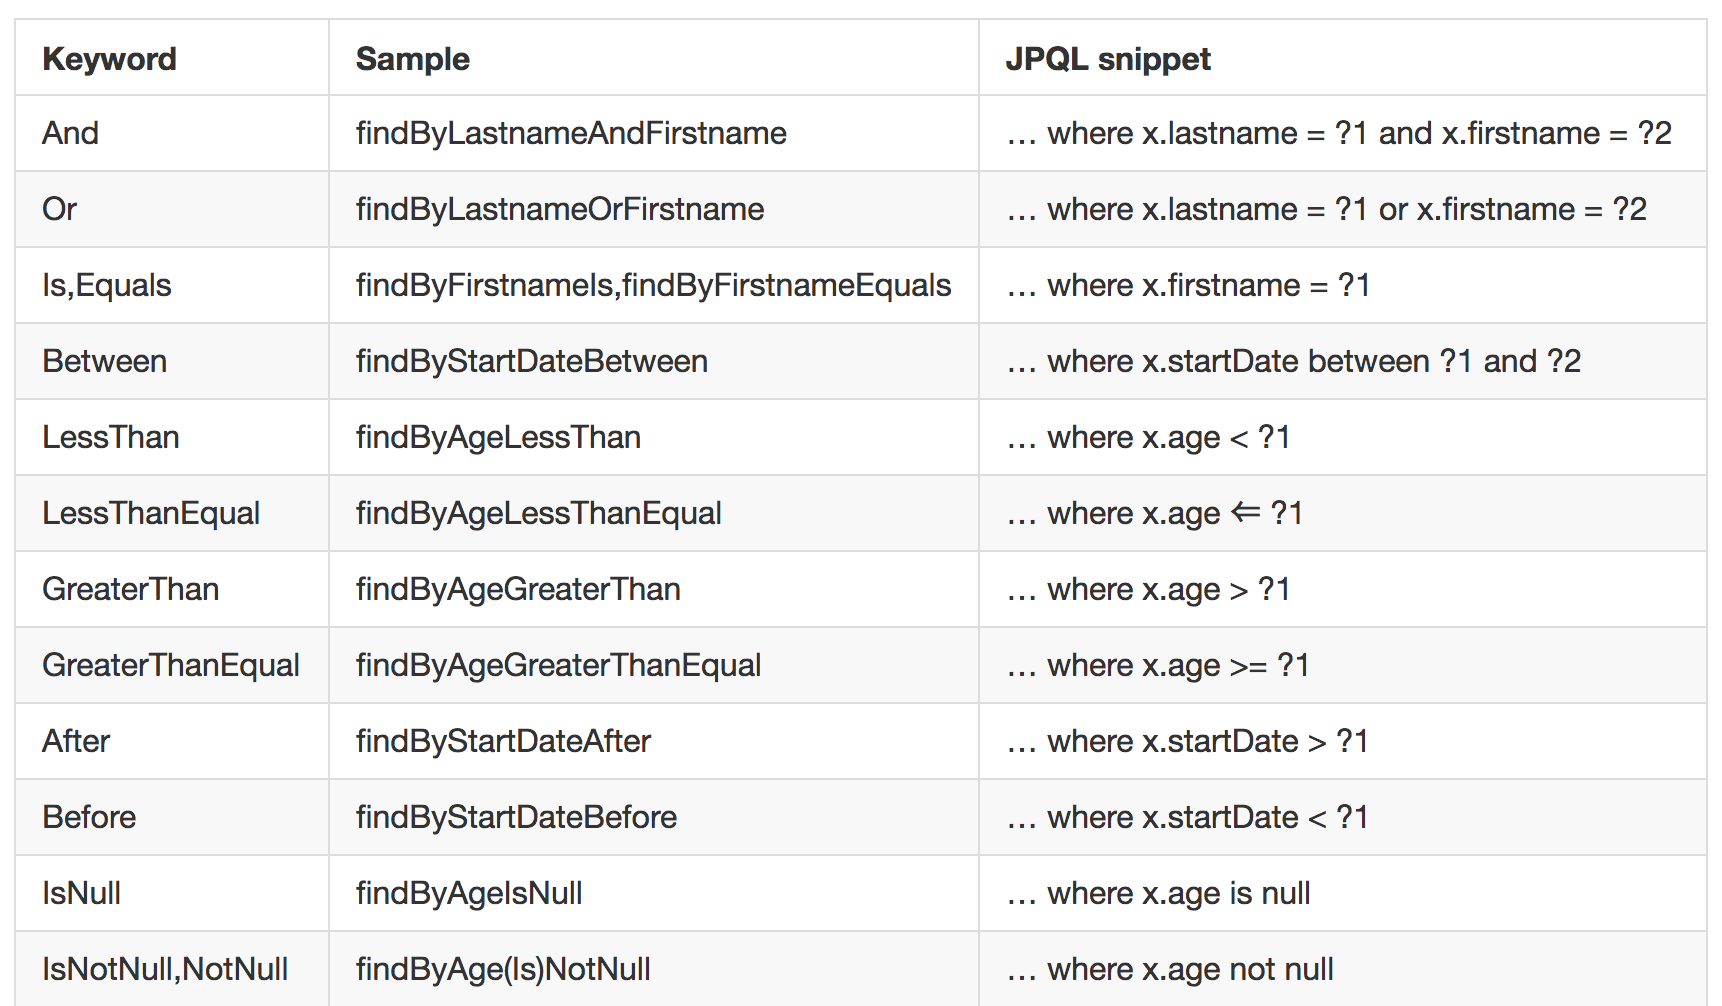 Keyword Sample JPQL snippet
And findByLastnameAndFirstname … where x.lastname = ?1 and x.firstname = ?2
Or findByLastnameOrFirstname … where x.lastname = ?1 or x.firstname = ?2
Is,Equals findByFirstnameIs,findByFirstnameEquals … where x.firstname = ?1
Between findByStartDateBetween … where x.startDate between ?1 and ?2
LessThan findByAgeLessThan … where x.age < ?1
LessThanEqual findByAgeLessThanEqual … where x.age ⇐ ?1
GreaterThan findByAgeGreaterThan … where x.age > ?1
GreaterThanEqual findByAgeGreaterThanEqual … where x.age >= ?1
After findByStartDateAfter … where x.startDate > ?1
Before findByStartDateBefore … where x.startDate < ?1
IsNull findByAgeIsNull … where x.age is null
IsNotNull,NotNull findByAge(Is)NotNull … where x.age not null